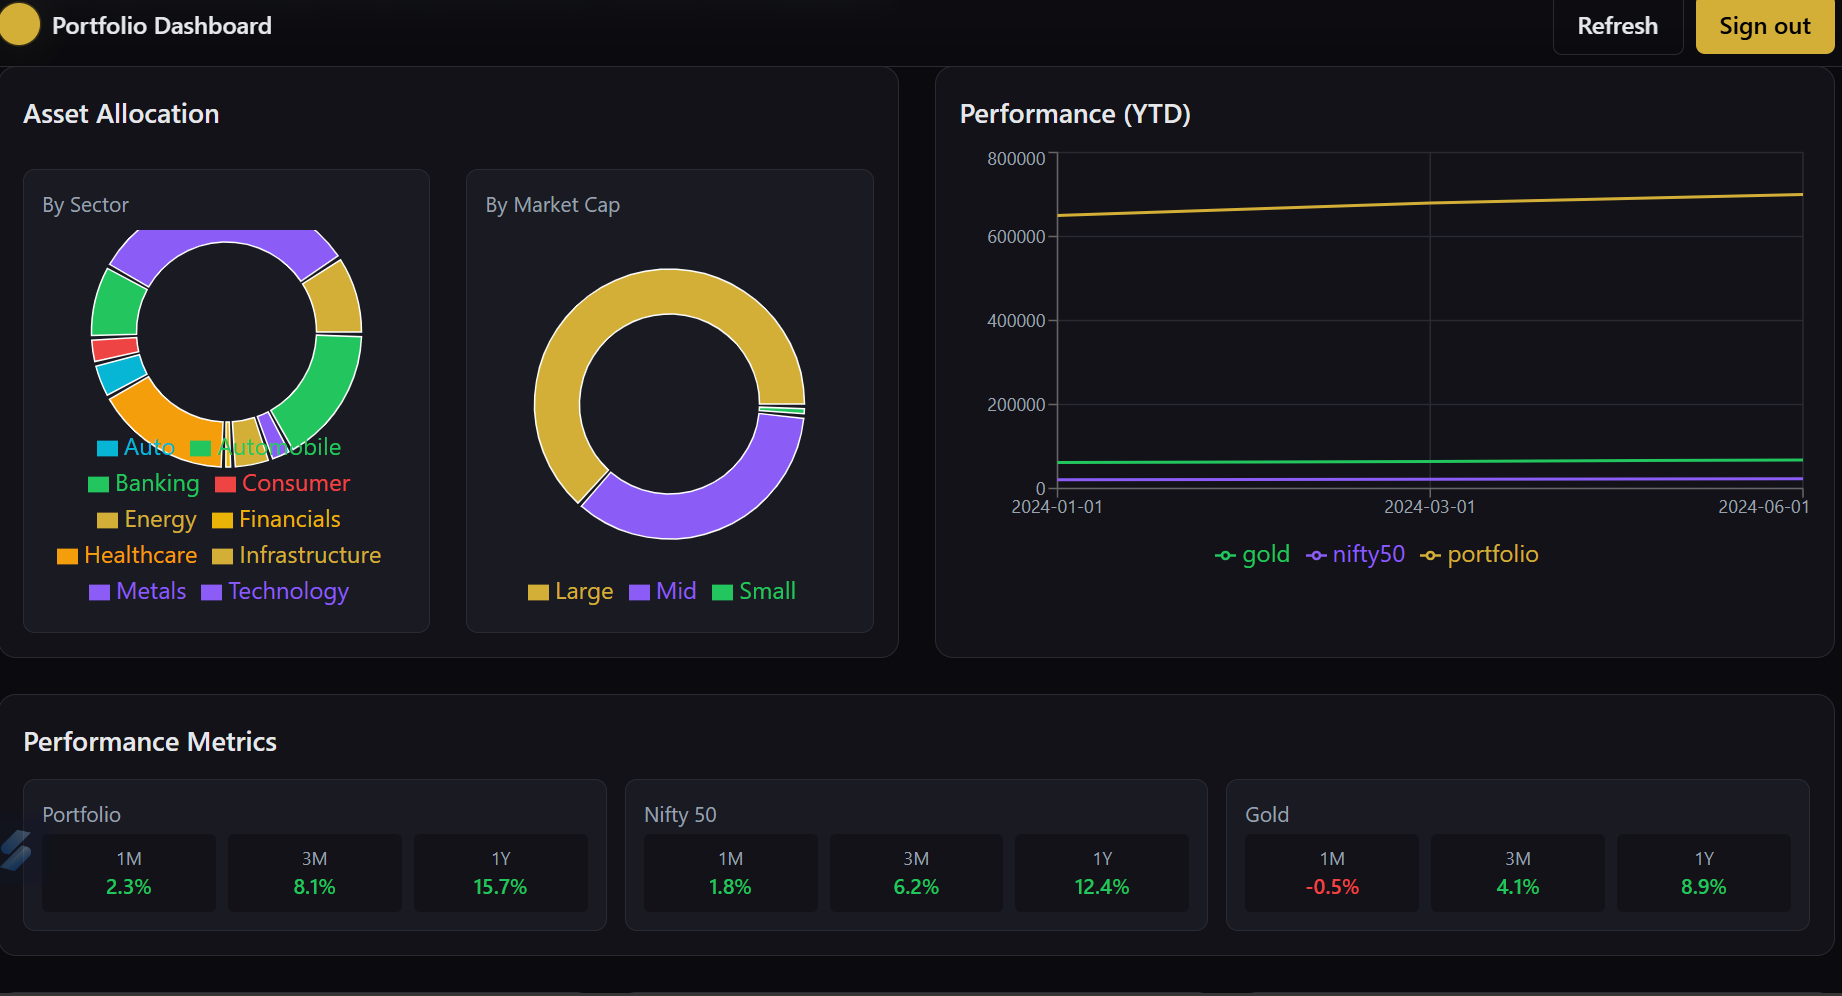 Portfolio Dashboard
Refresh
Sign out
Asset Allocation
By Sector
Auto Automobile
Banking Consumer
Energy Financials
Healthcare Infrastructure
Metals Technology
By Market Cap
Large Mid Small
Performance (YTD)
800000
600000
400000
200000
0
2024-01-01 2024-03-01 2024-06-01
gold nifty50 portfolio
Performance Metrics
Portfolio
1M 3M 1Y
2.3% 8.1% 15.7%
Nifty 50
1M 3M 1Y
1.8% 6.2% 12.4%
Gold
1M 3M 1Y
-0.5% 4.1% 8.9%